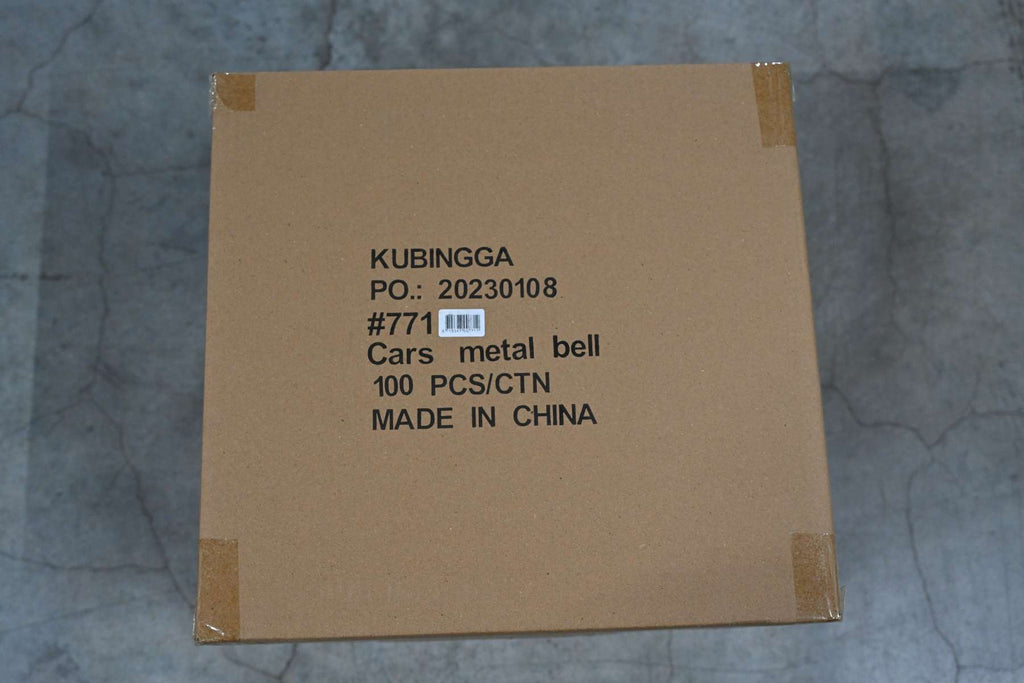 KUBINGGA
PO.: 20230108
#771
Cars metal bell
100 PCS/CTN
MADE IN CHINA